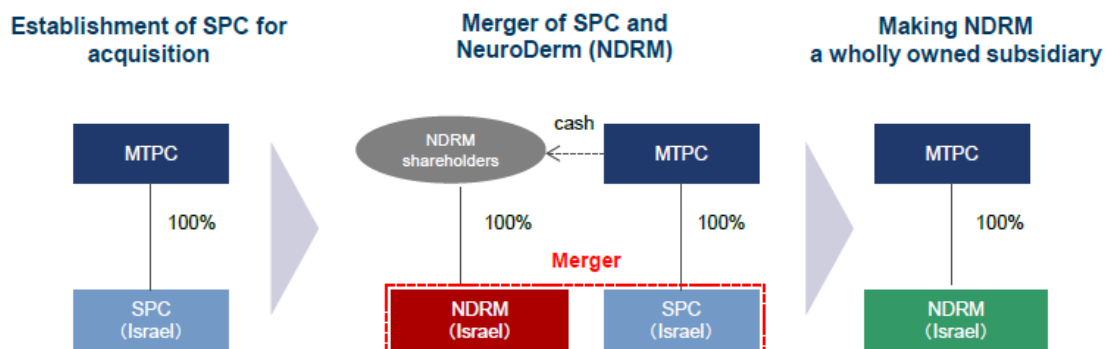 Establishment of SPC for
acquisition
MTPC
100%
SPC
(Israel)
Merger of SPC and
NeuroDerm (NDRM)
NDRM
shareholders
cash
MTPC
100%
100%
Merger
NDRM
(Israel)
SPC
(Israel)
Making NDRM
a wholly owned subsidiary
MTPC
100%
NDRM
(Israel)